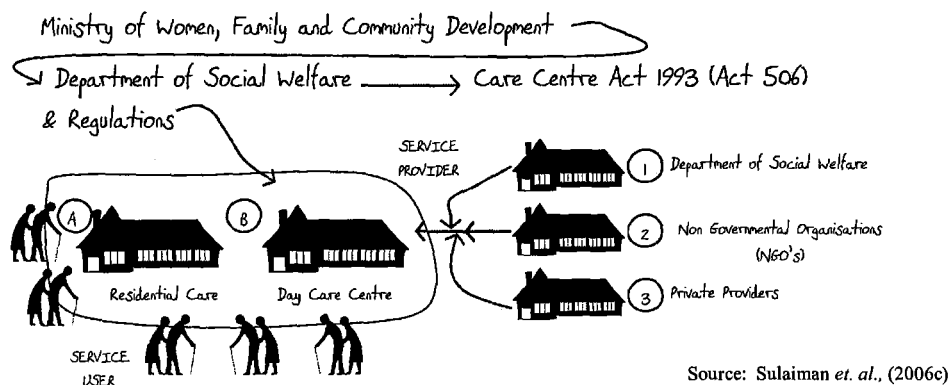 Ministry of Women, Family and Community Development
Department of Social Welfare Care Centre Act 1993 (Act 506)
& Regulations
SERVICE
PROVIDER
1 Department of Social Welfare
A B
2 Non Governmental Organisations
(NGO's)
Residential Care Day Care Centre
3 Private Providers
SERVICE
USER
Source: Sulaiman et. al., (2006c)